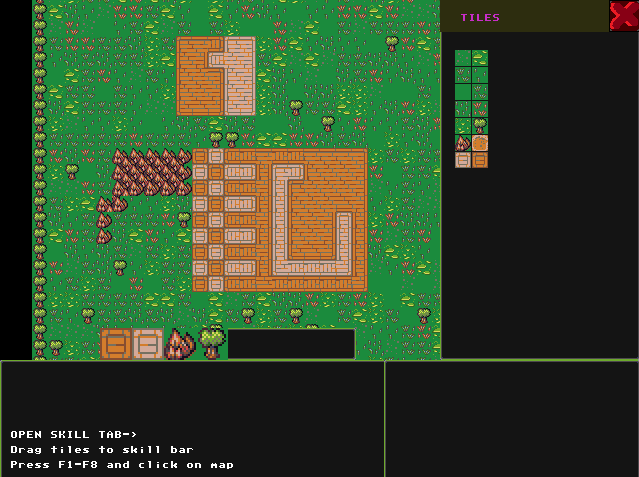 TILES
OPEN SKILL TAB->
Drag tiles to skill bar
Press F1-F8 and click on map